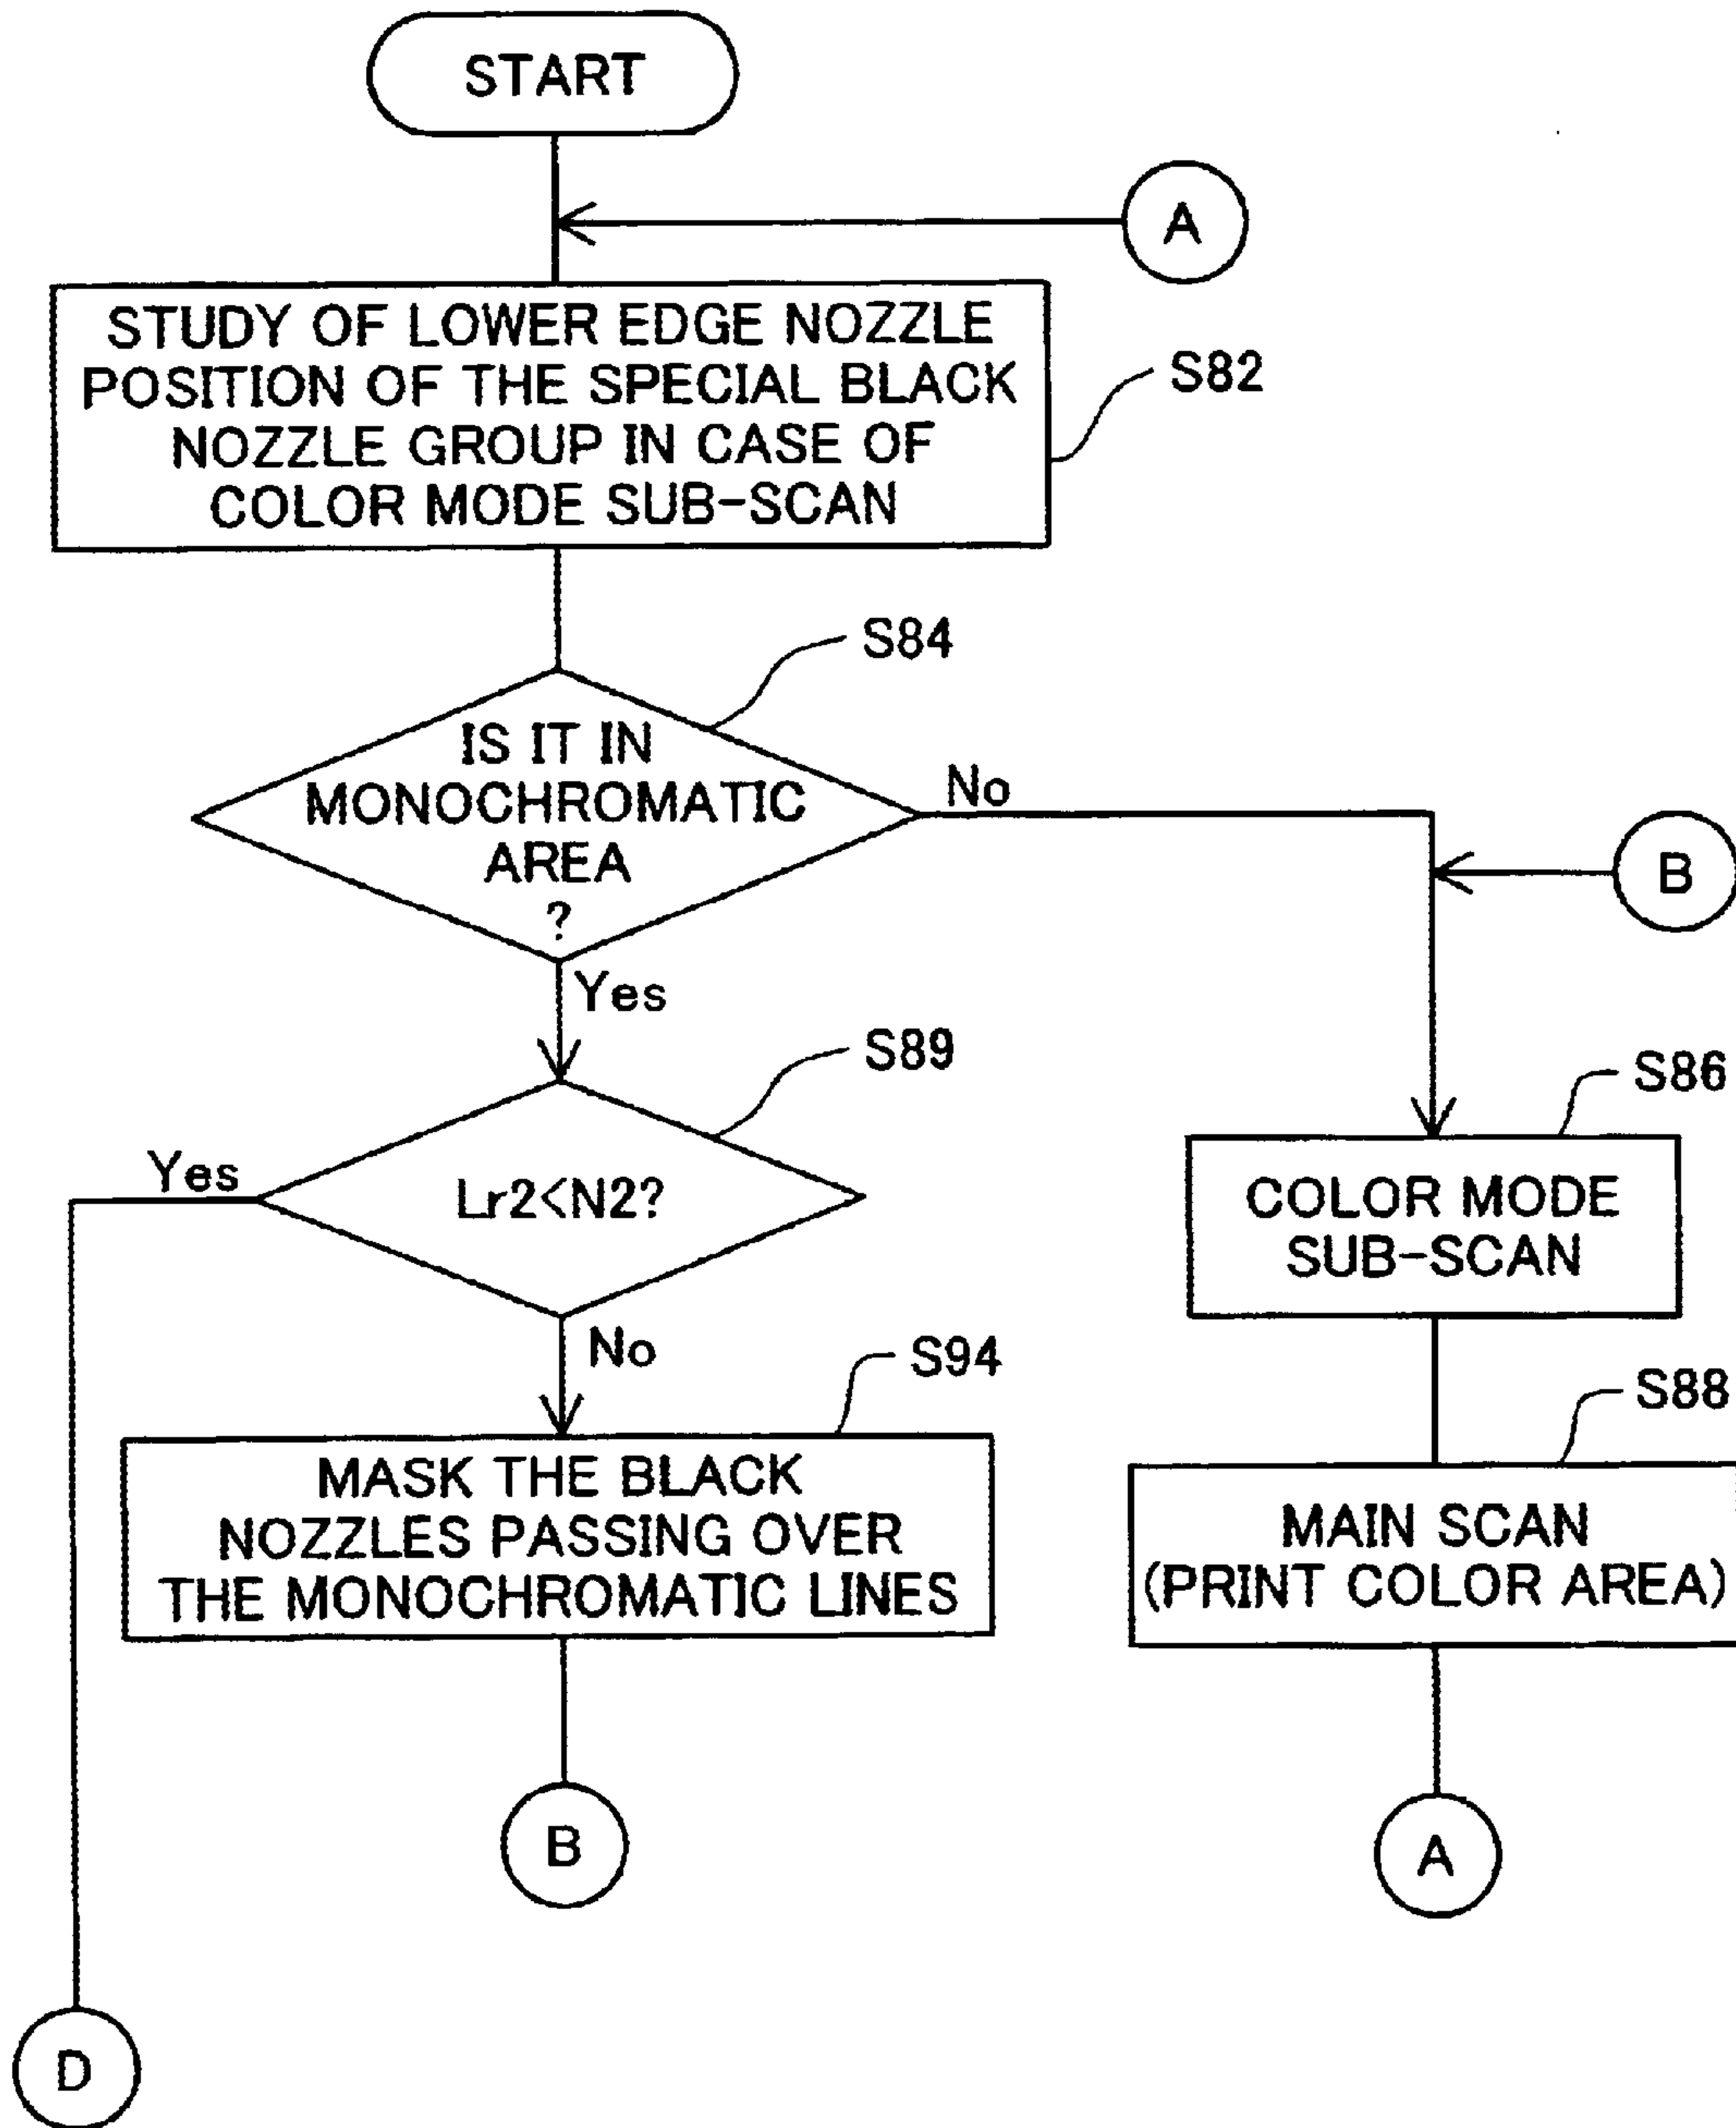 START
A
STUDY OF LOWER EDGE NOZZLE
POSITION OF THE SPECIAL BLACK
NOZZLE GROUP IN CASE OF
COLOR MODE SUB-SCAN
S82
S84
IS IT IN
MONOCHROMATIC
AREA
?
No
B
Yes
S89
S86
Yes
Lr2<N2?
COLOR MODE
SUB-SCAN
No
S94
S88
MASK THE BLACK
NOZZLES PASSING OVER
THE MONOCHROMATIC LINES
MAIN SCAN
(PRINT COLOR AREA)
B
A
D